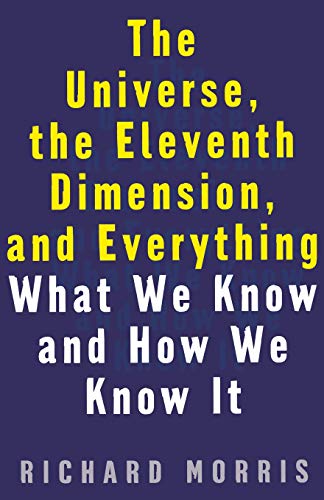 The
Universe,
the Eleventh
Dimension,
and Everything
What We Know
and How We
Know It
RICHARD MORRIS